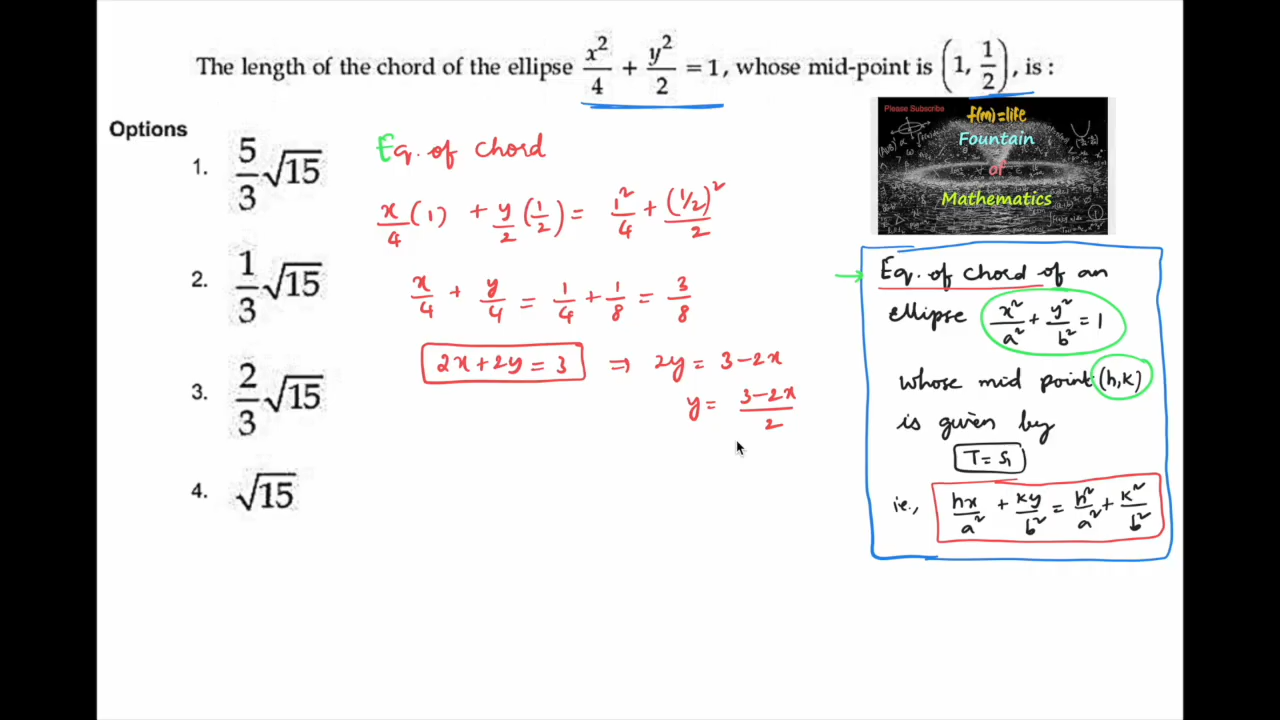 The length of the chord of the ellipse x²/4 + y²/2 = 1, whose mid-point is (1, 1/2), is :
Options
1. 5/3 √15
2. 1/3 √15
3. 2/3 √15
4. √15
Eq. of chord
x/4 (1) + y/2 (1/2) = 1²/4 + (1/2)²/2
x/4 + y/4 = 1/4 + 1/8 = 3/8
2x + 2y = 3 ⇒ 2y = 3 – 2x
y = 3 – 2x / 2
Please Subscribe
f(m)=life
Fountain
of
Mathematics
→ Eq. of chord of an
ellipse x²/a² + y²/b² = 1
whose mid point (h,k)
is given by
T = S₁
ie., hx/a² + ky/b² = h²/a² + k²/b²